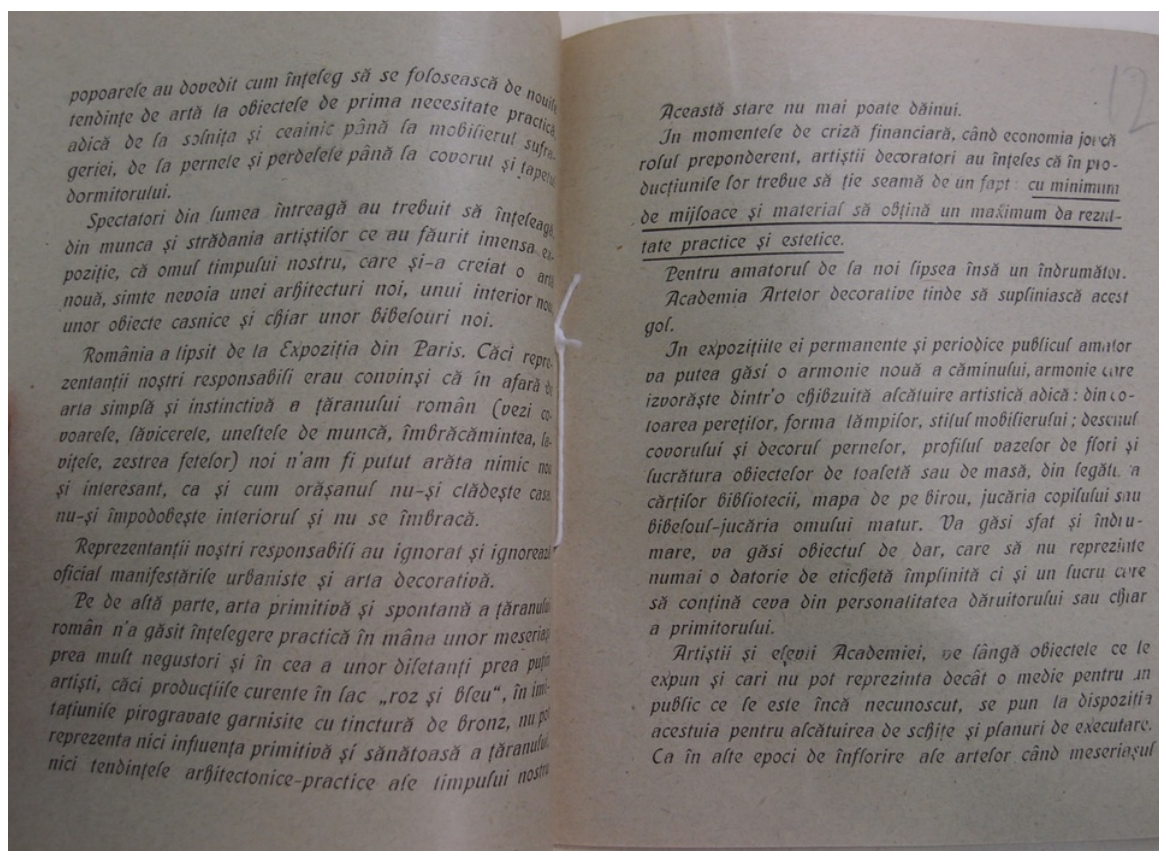 popoarele au dovedit cum înțeleg să se folosească de nouile
tendințe de artă la obiectele de prima necesitate practică,
adică de la solnița și ceainic până la mobilierul sufra-
geriei, de la pernele și perdelele până la covorul și tapetul
dormitorului.
Spectatori din lumea întreagă au trebuit să înțeleagă,
din munca și strădania artiștilor ce au făurit imensa ex-
poziție, că omul timpului nostru, care și-a creiat o artă
nouă, simte nevoia unei arhitecturi noi, unui interior nou,
unor obiecte casnice și chiar unor bibelouri noi.
România a lipsit de la Expoziția din Paris. Căci repre-
zentanții noștri responsabili erau convinși că în afară de
arta simplă și instinctivă a țăranului român (vezi co-
voarele, lăvicerele, uneltele de muncă, îmbrăcămintea, la-
vițele, zestrea fetelor) noi n'am fi putut arăta nimic nou
și interesant, ca și cum orășanul nu-și clădește casa,
nu-și împodobește interiorul și nu se îmbracă.
Reprezentanții noștri responsabili au ignorat și ignorează
oficial manifestările urbaniste și arta decorativă.
Pe de altă parte, arta primitivă și spontană a țăranului
român n'a găsit înțelegere practică în mâna unor meseriași
prea mult negustori și în cea a unor diletanți prea puțin
artiști, căci producțiile curente în lac „roz și bleu“, în imi-
tațiunile pirogravate garnisite cu tinctură de bronz, nu pot
reprezenta nici influența primitivă și sănătoasă a țăranului,
nici tendințele arhitectonice-practice ale timpului nostru
12
Această stare nu mai poate dăinui.
In momentele de criză financiară, când economia joacă
rolul preponderent, artiștii decoratori au înțeles că în pro-
ducțiunile lor trebue să ție seamă de un fapt: cu minimum
de mijloace și material să obțină un maximum da rezul-
tate practice și estetice.
Pentru amatorul de la noi lipsea însă un îndrumător.
Academia Artelor decorative tinde să supliniască acest
gol.
In expozițiile ei permanente și periodice publicul amator
va putea găsi o armonie nouă a căminului, armonie care
izvorăște dintr'o chibzuită alcătuire artistică adică: din co-
loarea pereților, forma lămpilor, stilul mobilierului; desenul
covorului și decorul pernelor, profilul vazelor de flori și
lucrătura obiectelor de toaletă sau de masă, din legătura
cărților bibliotecii, mapa de pe birou, jucăria copilului sau
bibeloul-jucăria omului matur. Va găsi sfat și îndru-
mare, va găsi obiectul de dar, care să nu reprezinte
numai o datorie de etichetă împlinită ci și un lucru care
să conțină ceva din personalitatea dăruitorului sau chiar
a primitorului.
Artiștii și elevii Academiei, pe lângă obiectele ce le
expun și cari nu pot reprezinta decât o medie pentru un
public ce le este încă necunoscut, se pun la dispoziția
acestuia pentru alcătuirea de schițe și planuri de executare.
Ca în alte epoci de înflorire ale artelor când meseriașul